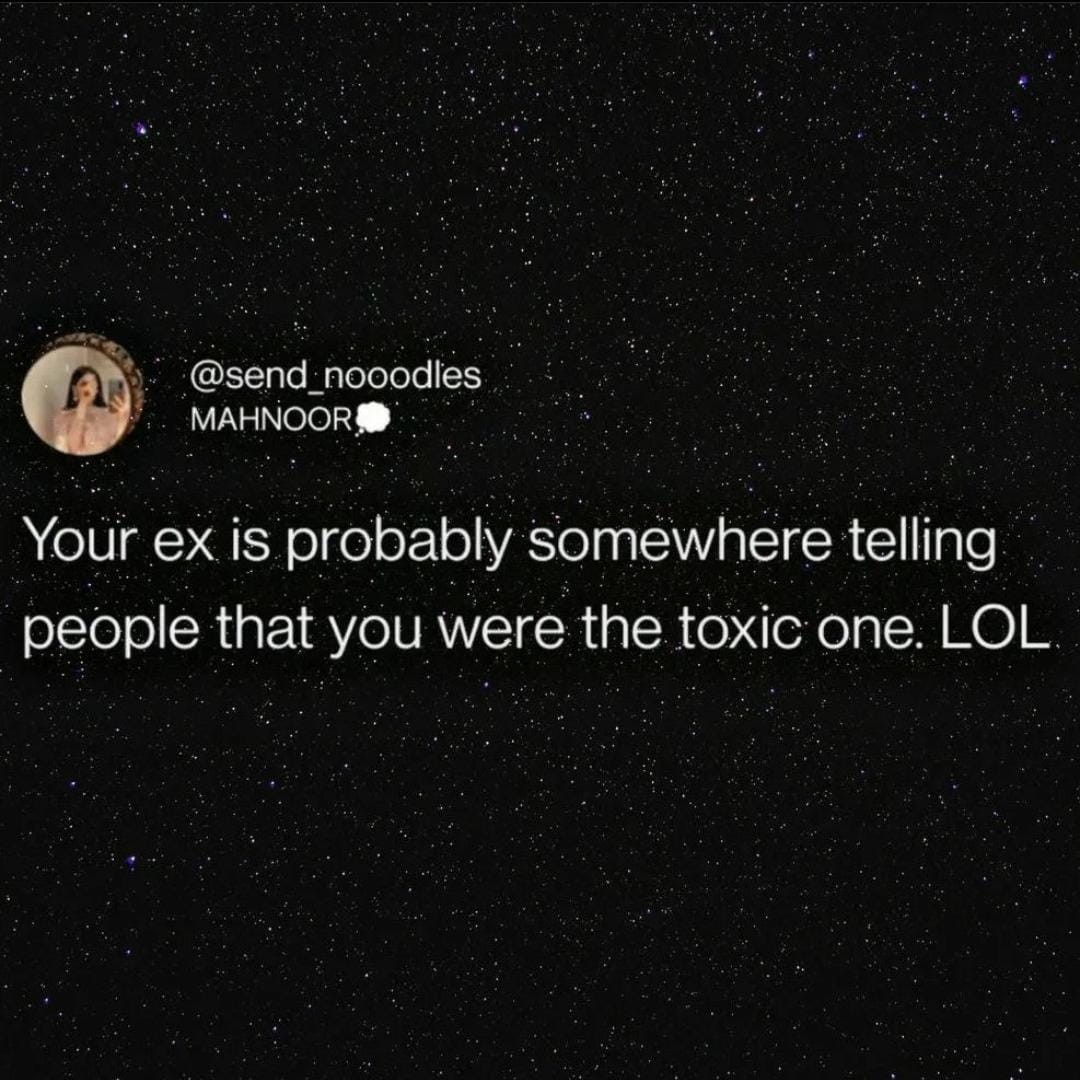 @send_nooodles
MAHNOOR💭
Your ex is probably somewhere telling
people that you were the toxic one. LOL